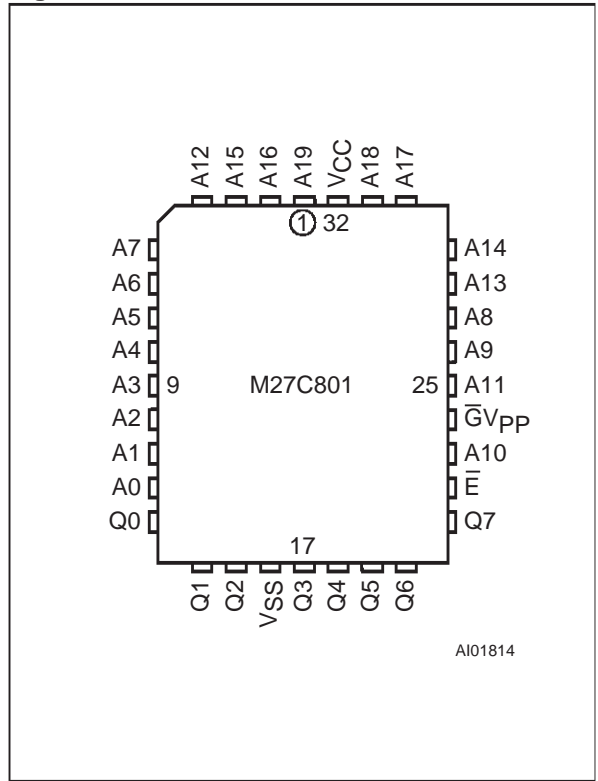 A12 A15 A16 A19 VCC A18 A17
1 32
A7 A14
A6 A13
A5 A8
A4 A9
A3 9 M27C801 25 A11
A2 G̅VPP
A1 A10
A0 E̅
Q0 Q7
17
Q1 Q2 VSS Q3 Q4 Q5 Q6
AI01814